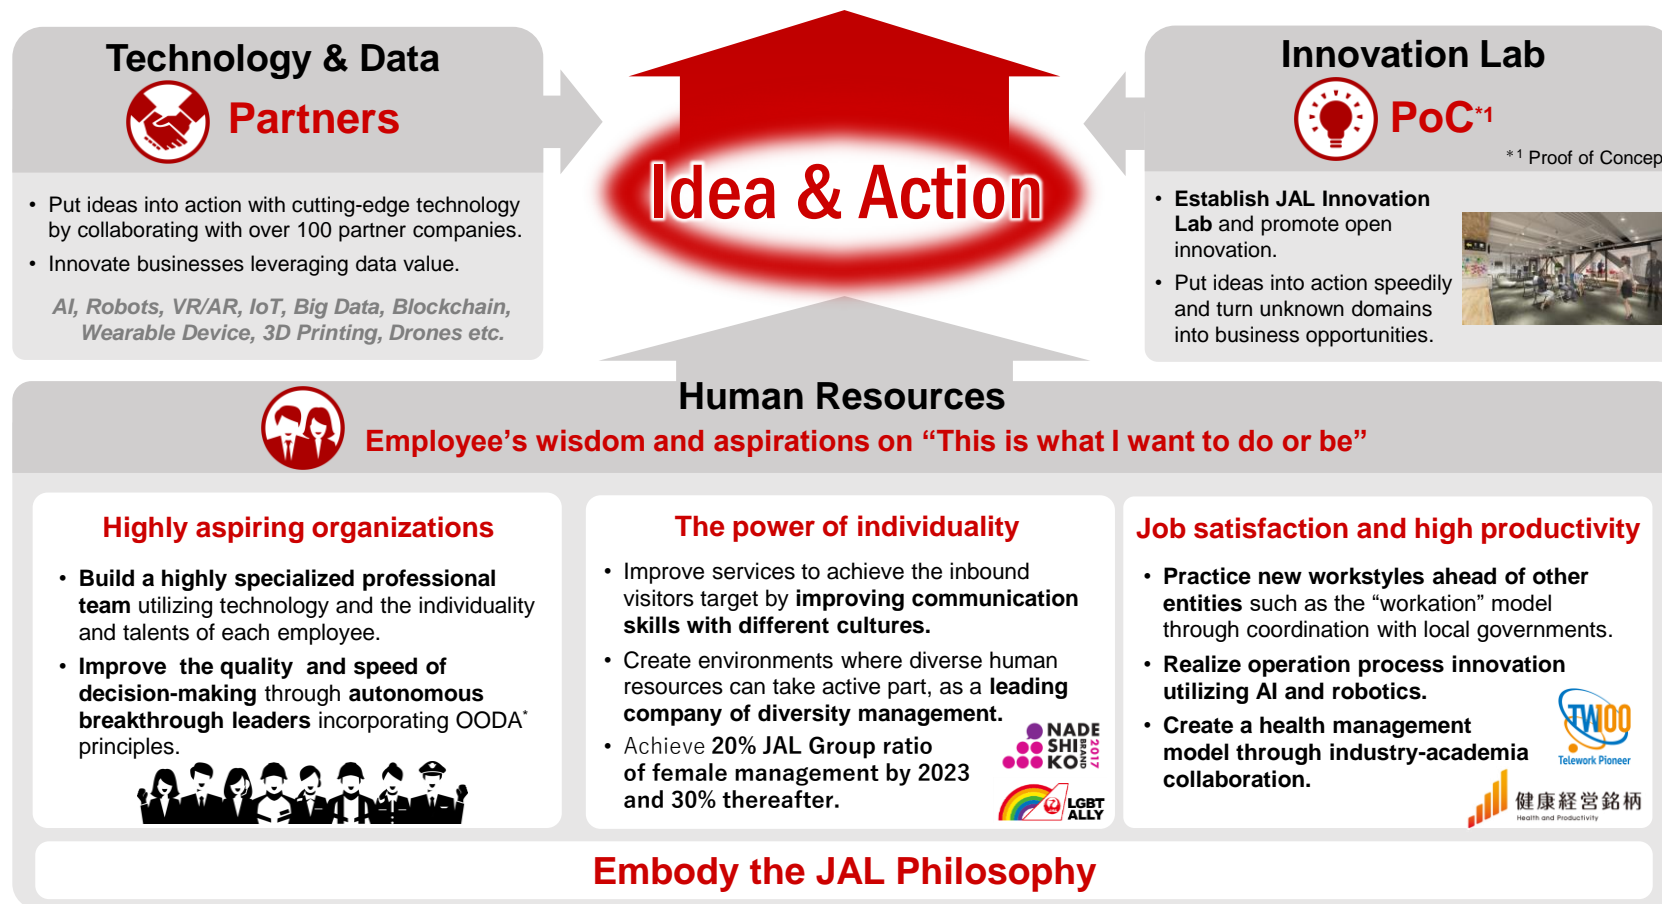 Technology & Data
Partners
• Put ideas into action with cutting-edge technology
by collaborating with over 100 partner companies.
• Innovate businesses leveraging data value.
AI, Robots, VR/AR, IoT, Big Data, Blockchain,
Wearable Device, 3D Printing, Drones etc.
Idea & Action
Innovation Lab
PoC*1
*1 Proof of Concep
• Establish JAL Innovation
Lab and promote open
innovation.
• Put ideas into action speedily
and turn unknown domains
into business opportunities.
Human Resources
Employee’s wisdom and aspirations on “This is what I want to do or be”
Highly aspiring organizations
• Build a highly specialized professional
team utilizing technology and the individuality
and talents of each employee.
• Improve the quality and speed of
decision-making through autonomous
breakthrough leaders incorporating OODA*
principles.
The power of individuality
• Improve services to achieve the inbound
visitors target by improving communication
skills with different cultures.
• Create environments where diverse human
resources can take active part, as a leading
company of diversity management.
• Achieve 20% JAL Group ratio
of female management by 2023
and 30% thereafter.
NADE
SHI
KO
BRAND
2017
LGBT
ALLY
Job satisfaction and high productivity
• Practice new workstyles ahead of other
entities such as the “workation” model
through coordination with local governments.
• Realize operation process innovation
utilizing AI and robotics.
• Create a health management
model through industry-academia
collaboration.
TW100
Telework Pioneer
健康経営銘柄
Health and Productivity
Embody the JAL Philosophy